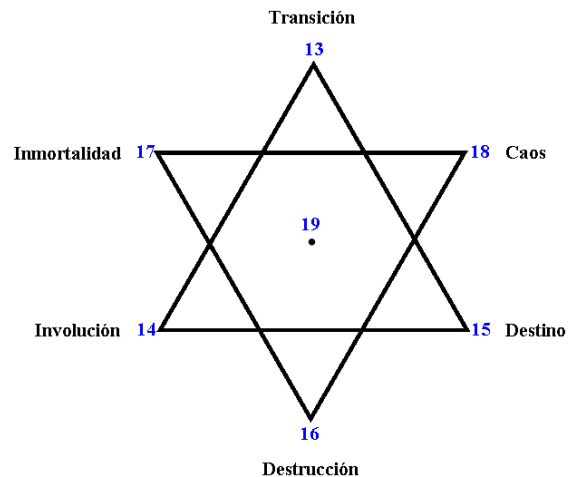 Transición
13
Inmortalidad 17 18 Caos
19
Involución 14 15 Destino
16
Destrucción